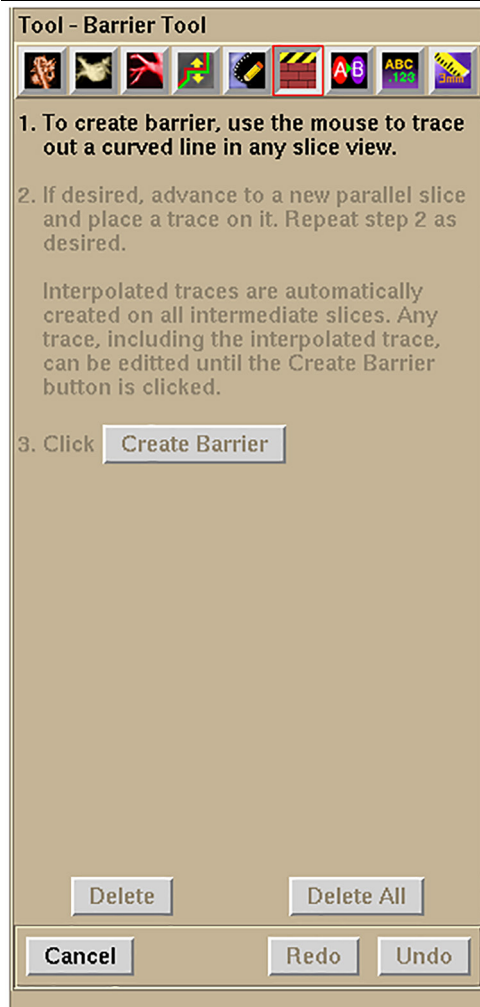 Tool - Barrier Tool
A B ABC
.123 3mm
1. To create barrier, use the mouse to trace
out a curved line in any slice view.
2. If desired, advance to a new parallel slice
and place a trace on it. Repeat step 2 as
desired.
Interpolated traces are automatically
created on all intermediate slices. Any
trace, including the interpolated trace,
can be editted until the Create Barrier
button is clicked.
3. Click Create Barrier
Delete Delete All
Cancel Redo Undo